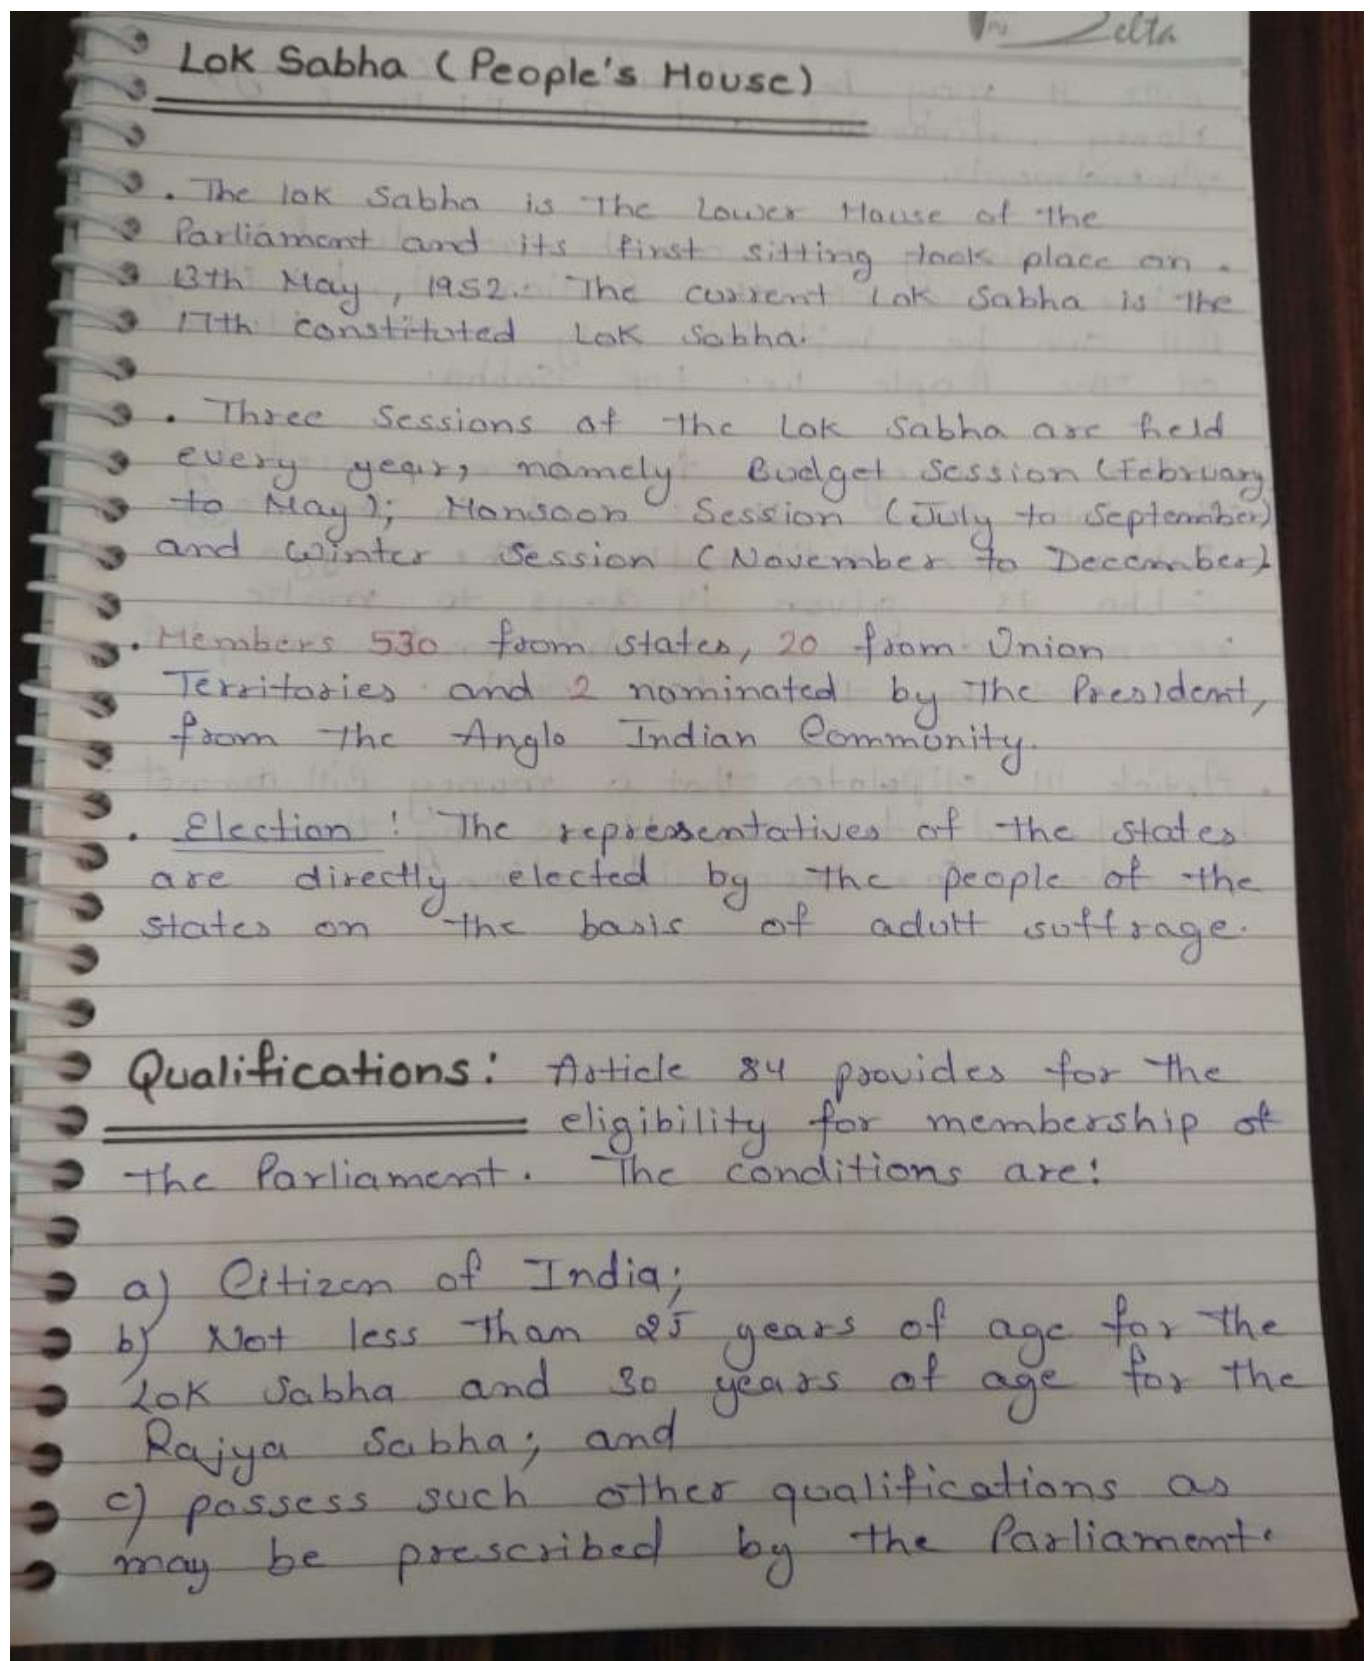 Delta
Lok Sabha (People's House)
. The lok Sabha is the Lower House of the
Parliament and its first sitting took place on
13th May, 1952. The current Lok Sabha is the
17th constituted Lok Sabha.
. Three Sessions of the Lok Sabha are held
every year, namely Budget Session (February
to May); Monsoon Session (July to September)
and Winter Session (November to December).
. Members 530 from states, 20 from Union
Territories and 2 nominated by the President,
from the Anglo Indian Community.
. Election : The representatives of the states
are directly elected by the people of the
states on the basis of adult suffrage.
Qualifications: Article 84 provides for the
eligibility for membership of
the Parliament. The conditions are:
a) Citizen of India;
b) Not less than 25 years of age for the
Lok Sabha and 30 years of age for the
Rajya Sabha; and
c) possess such other qualifications as
may be prescribed by the Parliament.